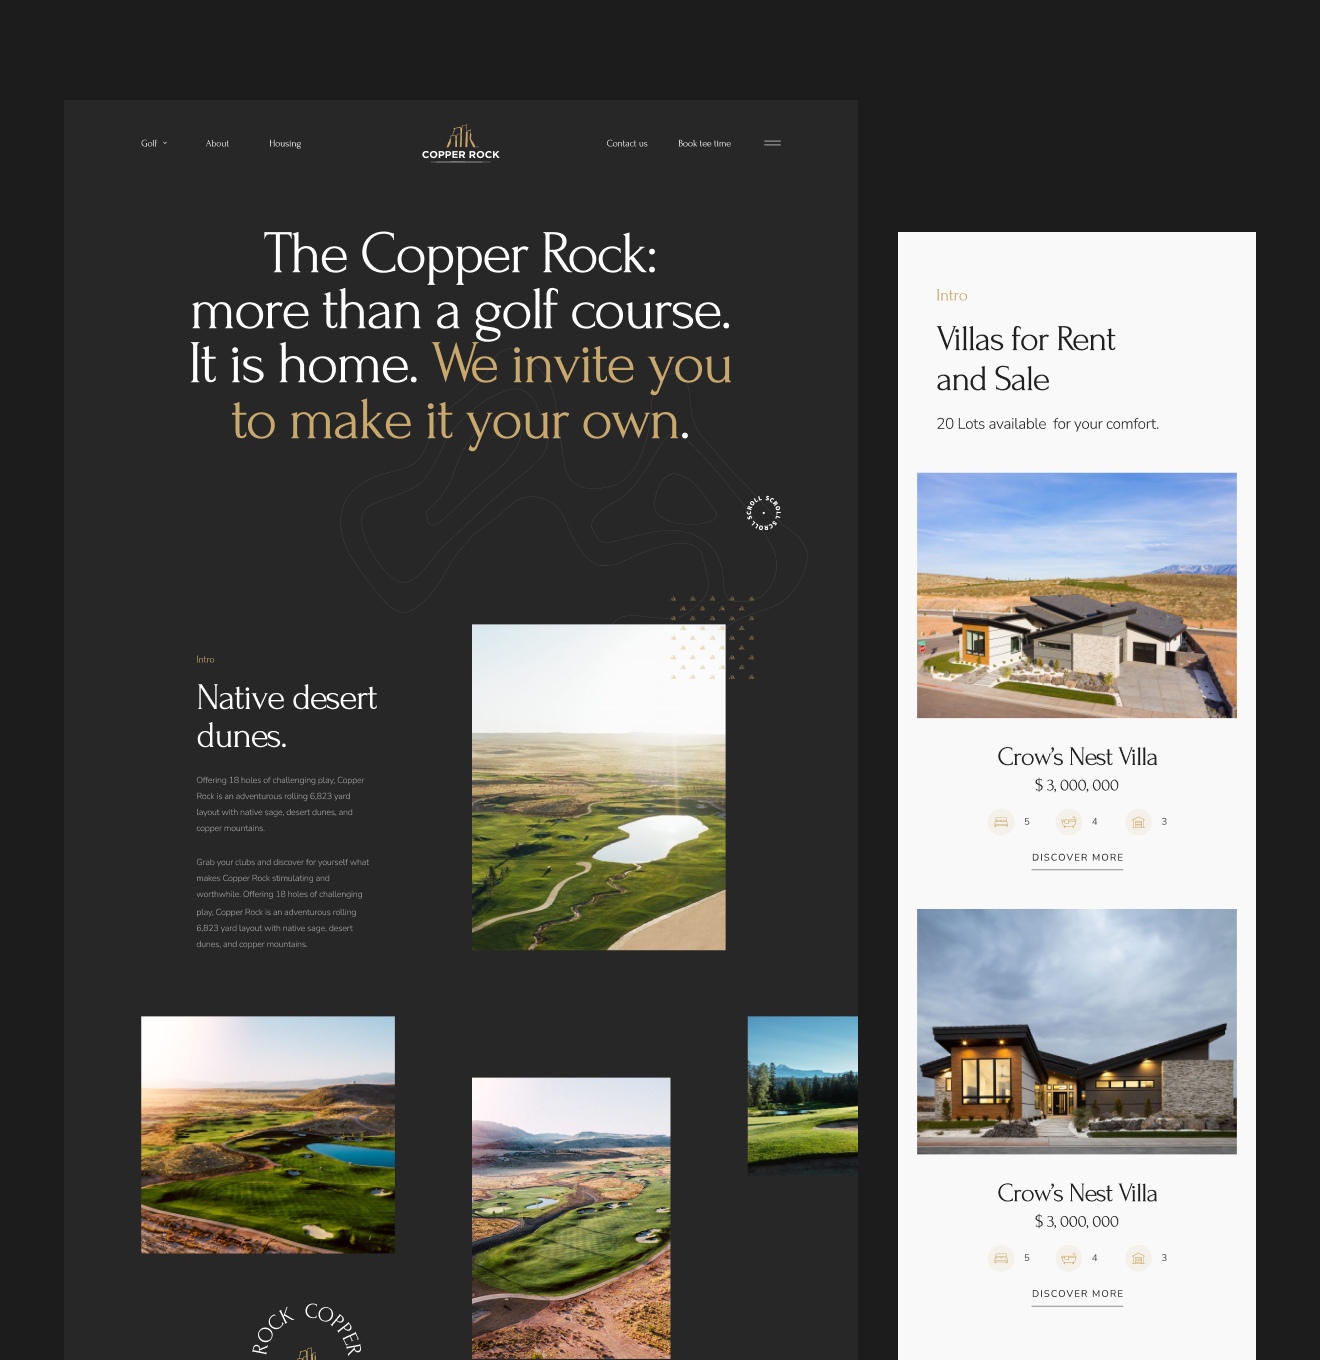 Golf
About
Housing
COPPER ROCK
Contact us
Book tee time
The Copper Rock:
more than a golf course.
It is home. We invite you
to make it your own.
SCROLL SCROLL SCROLL
Intro
Native desert
dunes.
Offering 18 holes of challenging play, Copper
Rock is an adventurous rolling 6,823 yard
layout with native sage, desert dunes, and
copper mountains.
Grab your clubs and discover for yourself what
makes Copper Rock stimulating and
worthwhile. Offering 18 holes of challenging
play, Copper Rock is an adventurous rolling
6,823 yard layout with native sage, desert
dunes, and copper mountains.
ROCK COPPER
Intro
Villas for Rent
and Sale
20 Lots available for your comfort.
Crow’s Nest Villa
$ 3, 000, 000
5 4 3
DISCOVER MORE
Crow’s Nest Villa
$ 3, 000, 000
5 4 3
DISCOVER MORE